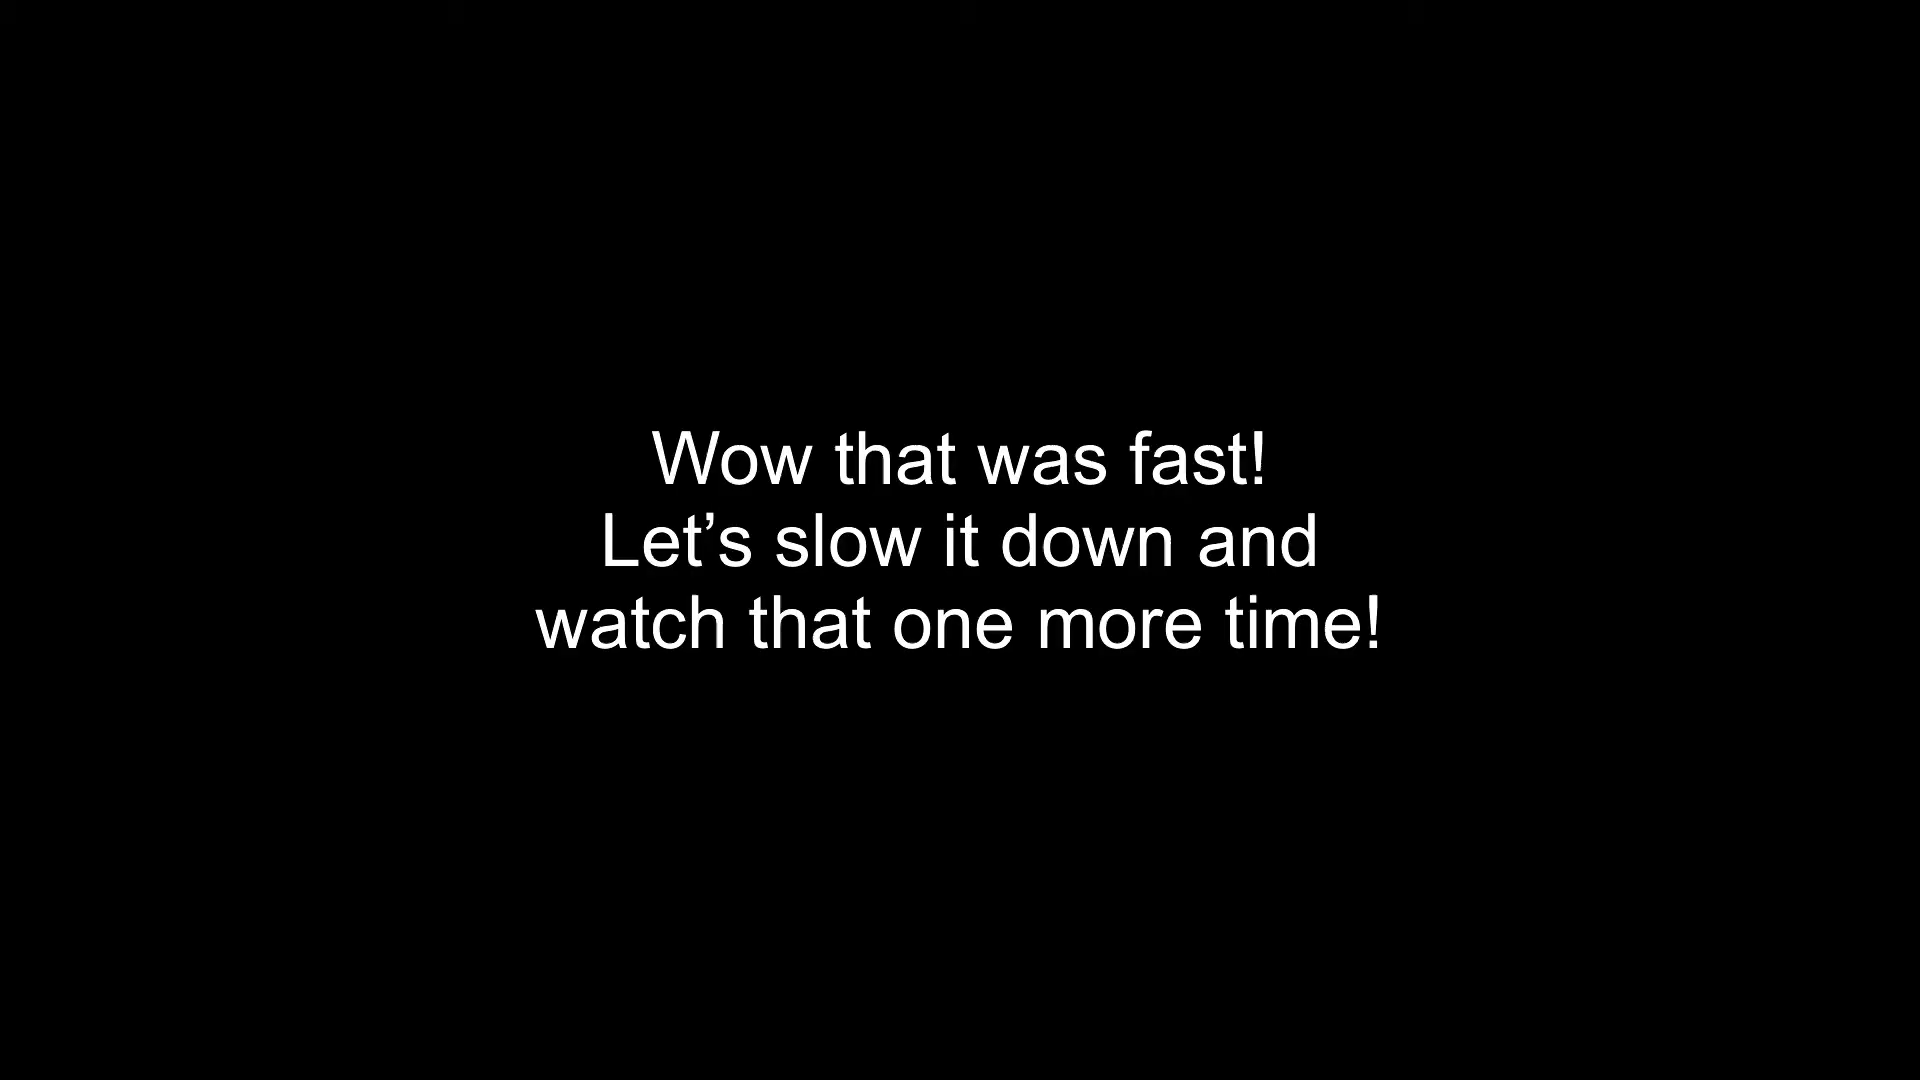 Wow that was fast!
Let’s slow it down and
watch that one more time!